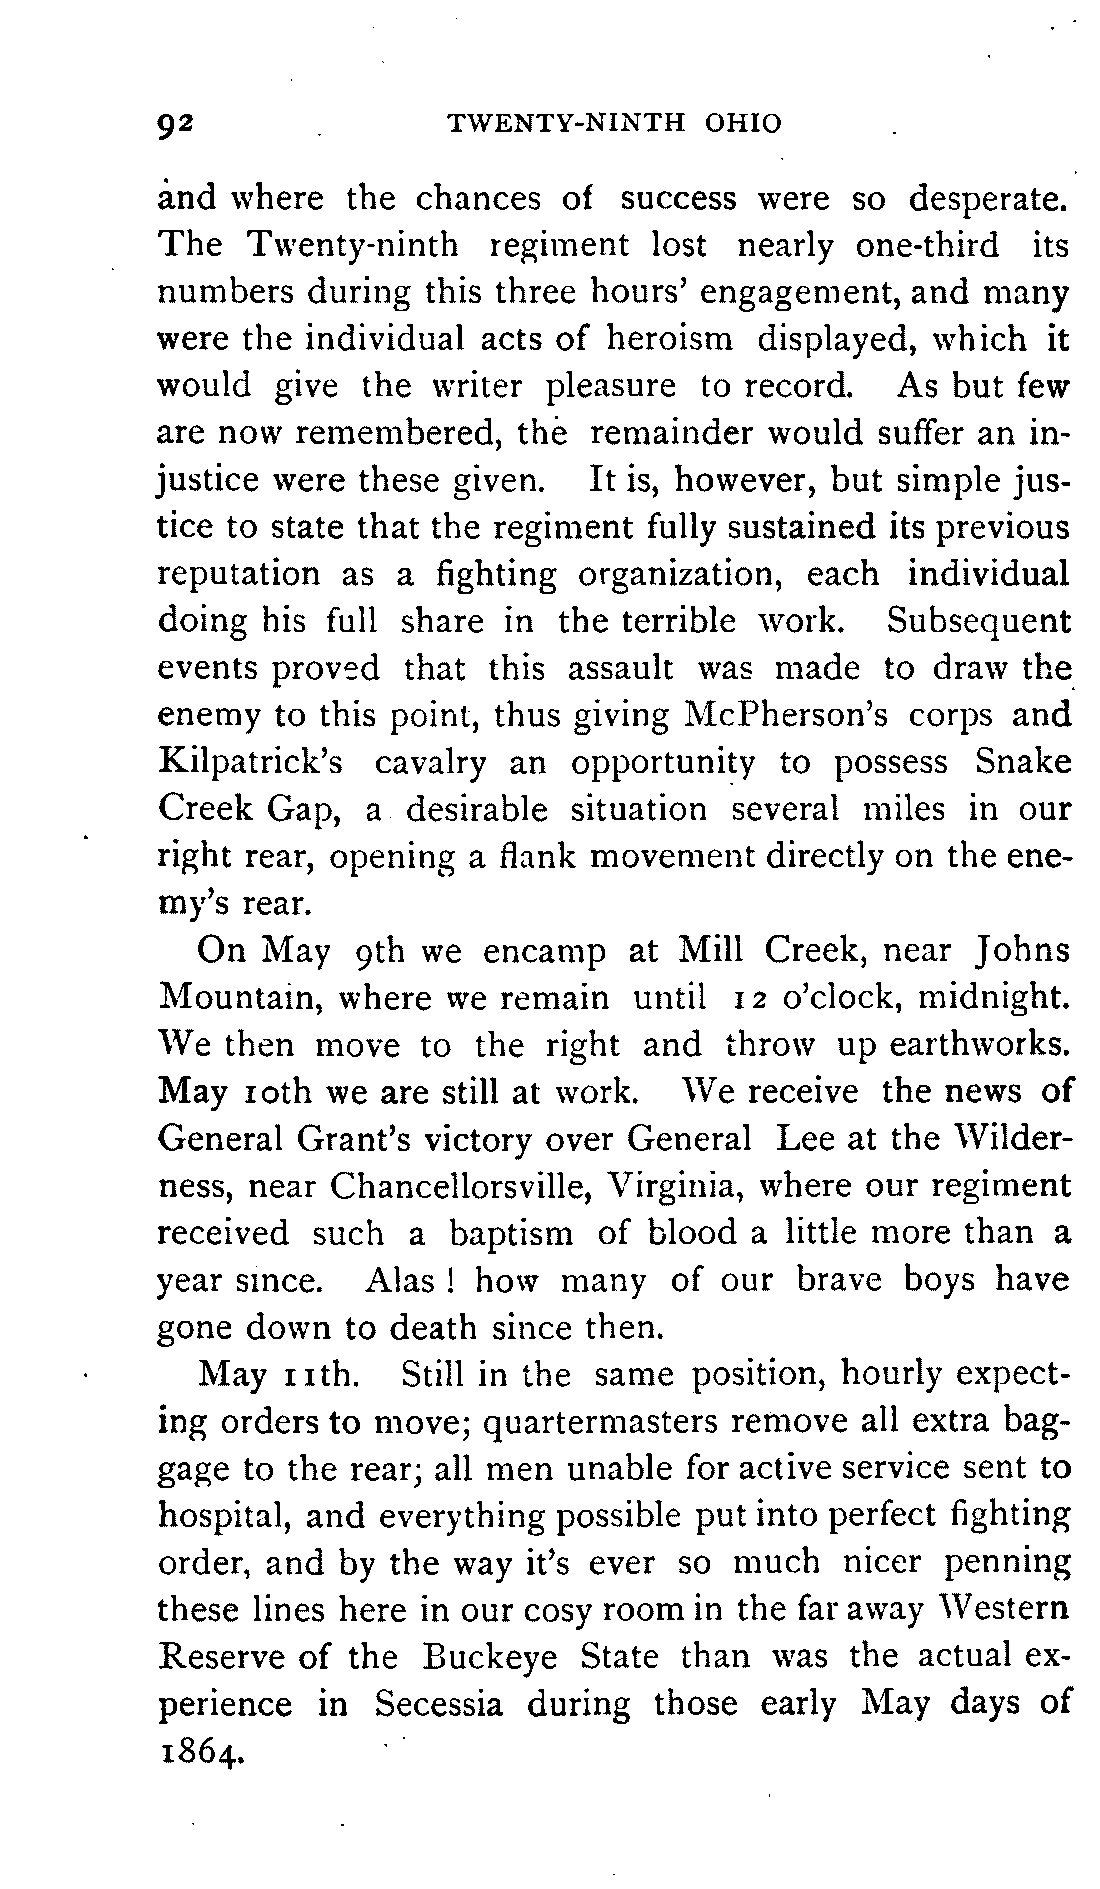 92 TWENTY-NINTH OHIO
and where the chances of success were so desperate.
The Twenty-ninth regiment lost nearly one-third its
numbers during this three hours' engagement, and many
were the individual acts of heroism displayed, which it
would give the writer pleasure to record. As but few
are now remembered, the remainder would suffer an in-
justice were these given. It is, however, but simple jus-
tice to state that the regiment fully sustained its previous
reputation as a fighting organization, each individual
doing his full share in the terrible work. Subsequent
events proved that this assault was made to draw the
enemy to this point, thus giving McPherson's corps and
Kilpatrick's cavalry an opportunity to possess Snake
Creek Gap, a desirable situation several miles in our
right rear, opening a flank movement directly on the ene-
my's rear.
On May 9th we encamp at Mill Creek, near Johns
Mountain, where we remain until 12 o'clock, midnight.
We then move to the right and throw up earthworks.
May 10th we are still at work. We receive the news of
General Grant's victory over General Lee at the Wilder-
ness, near Chancellorsville, Virginia, where our regiment
received such a baptism of blood a little more than a
year since. Alas ! how many of our brave boys have
gone down to death since then.
May 11th. Still in the same position, hourly expect-
ing orders to move; quartermasters remove all extra bag-
gage to the rear; all men unable for active service sent to
hospital, and everything possible put into perfect fighting
order, and by the way it's ever so much nicer penning
these lines here in our cosy room in the far away Western
Reserve of the Buckeye State than was the actual ex-
perience in Secessia during those early May days of
1864.